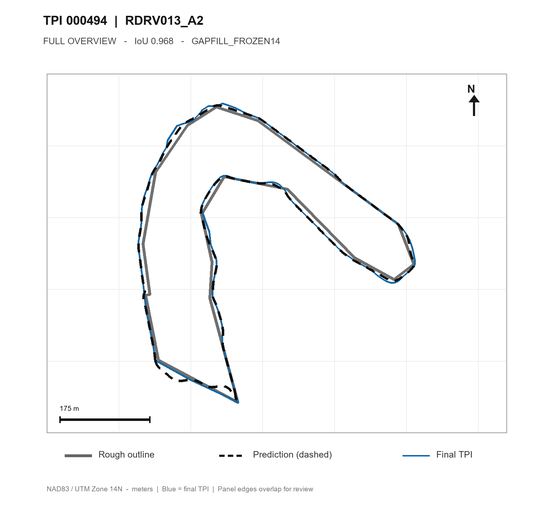 TPI 000494 | RDRV013_A2
FULL OVERVIEW - IoU 0.968 - GAPFILL_FROZEN14
N
175 m
Rough outline
Prediction (dashed)
Final TPI
NAD83 / UTM Zone 14N - meters | Blue = final TPI | Panel edges overlap for review